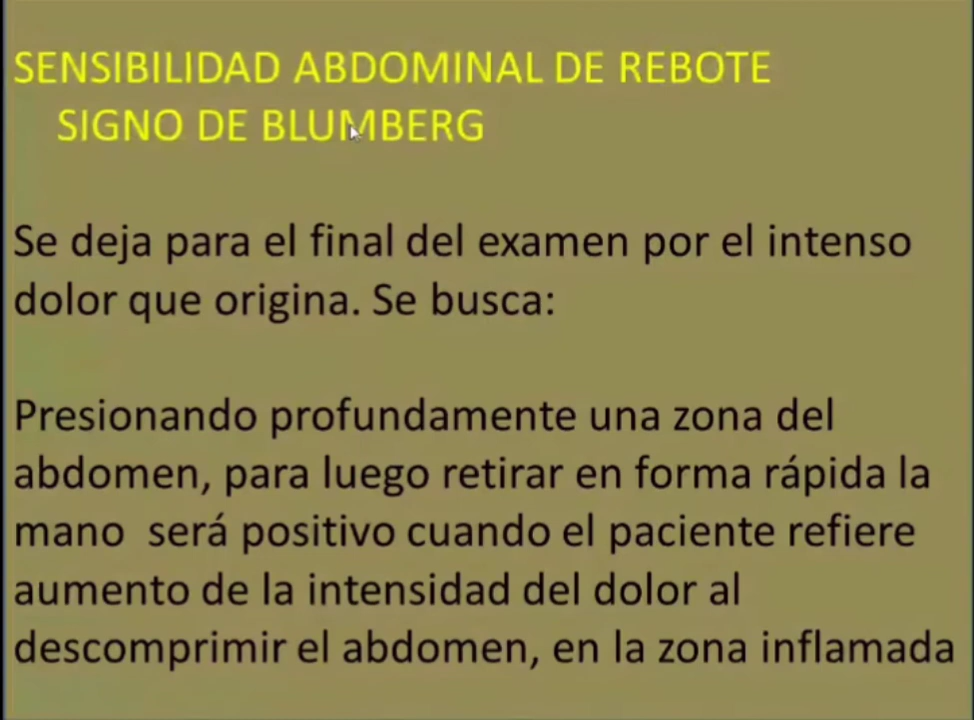 SENSIBILIDAD ABDOMINAL DE REBOTE
SIGNO DE BLUMBERG
Se deja para el final del examen por el intenso
dolor que origina. Se busca:
Presionando profundamente una zona del
abdomen, para luego retirar en forma rápida la
mano  será positivo cuando el paciente refiere
aumento de la intensidad del dolor al
descomprimir el abdomen, en la zona inflamada